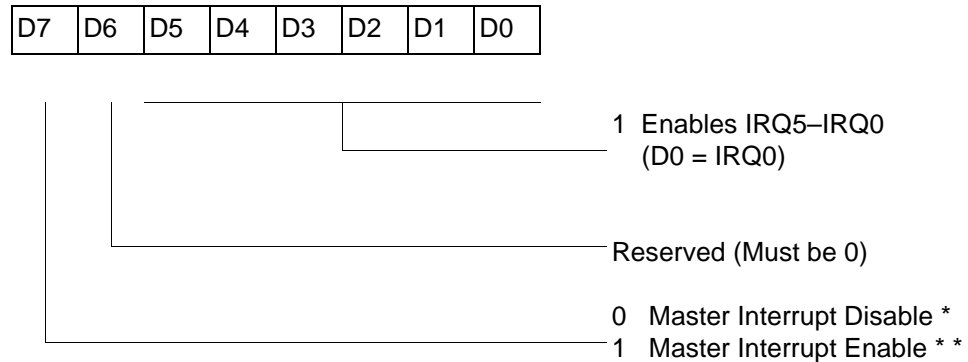 D7 D6 D5 D4 D3 D2 D1 D0
1 Enables IRQ5–IRQ0
(D0 = IRQ0)
Reserved (Must be 0)
0 Master Interrupt Disable *
1 Master Interrupt Enable * *